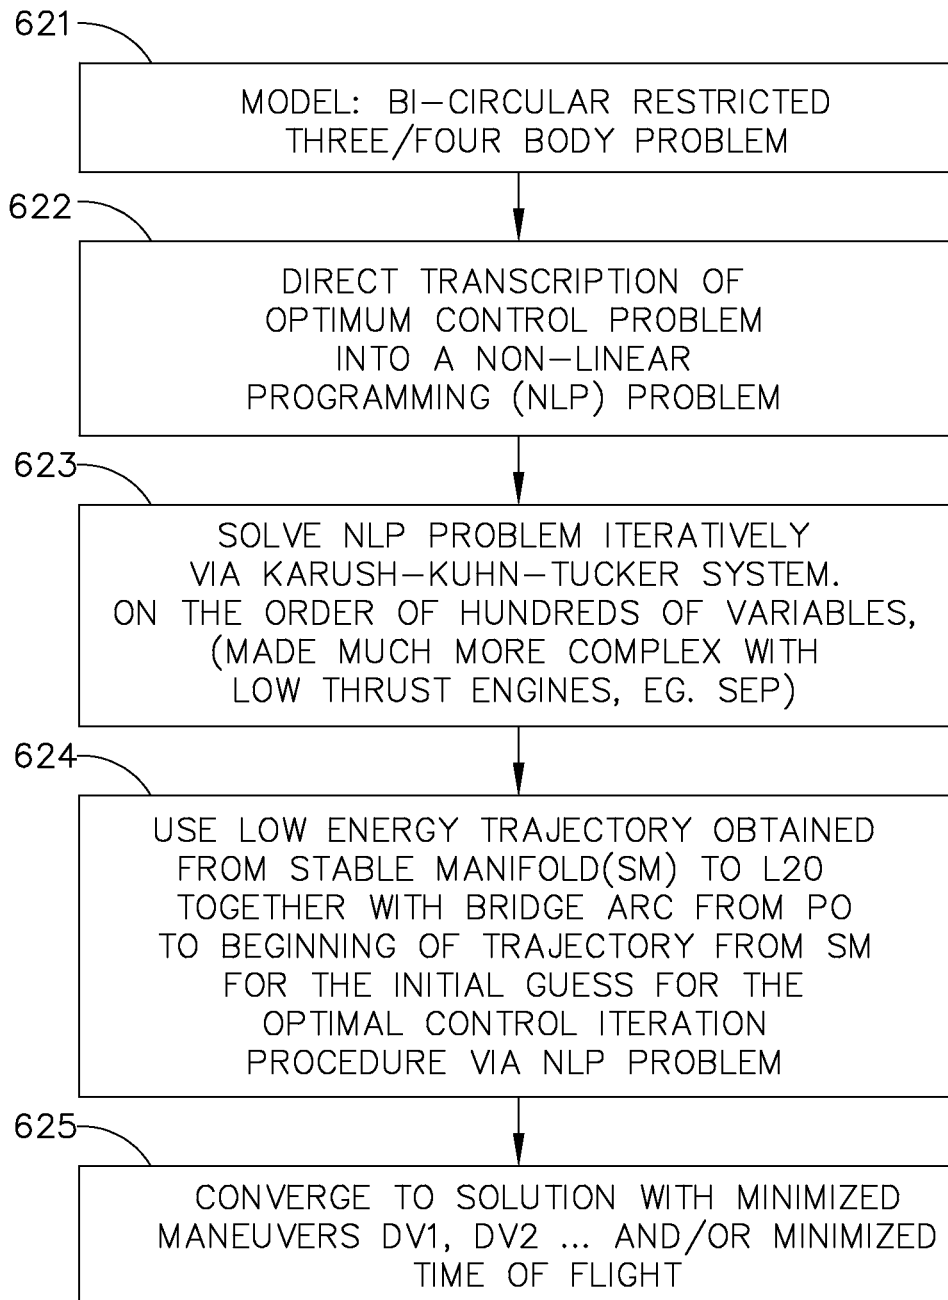 621
MODEL: BI-CIRCULAR RESTRICTED
THREE/FOUR BODY PROBLEM
622
DIRECT TRANSCRIPTION OF
OPTIMUM CONTROL PROBLEM
INTO A NON-LINEAR
PROGRAMMING (NLP) PROBLEM
623
SOLVE NLP PROBLEM ITERATIVELY
VIA KARUSH-KUHN-TUCKER SYSTEM.
ON THE ORDER OF HUNDREDS OF VARIABLES,
(MADE MUCH MORE COMPLEX WITH
LOW THRUST ENGINES, EG. SEP)
624
USE LOW ENERGY TRAJECTORY OBTAINED
FROM STABLE MANIFOLD(SM) TO L2O
TOGETHER WITH BRIDGE ARC FROM PO
TO BEGINNING OF TRAJECTORY FROM SM
FOR THE INITIAL GUESS FOR THE
OPTIMAL CONTROL ITERATION
PROCEDURE VIA NLP PROBLEM
625
CONVERGE TO SOLUTION WITH MINIMIZED
MANEUVERS DV1, DV2 ... AND/OR MINIMIZED
TIME OF FLIGHT